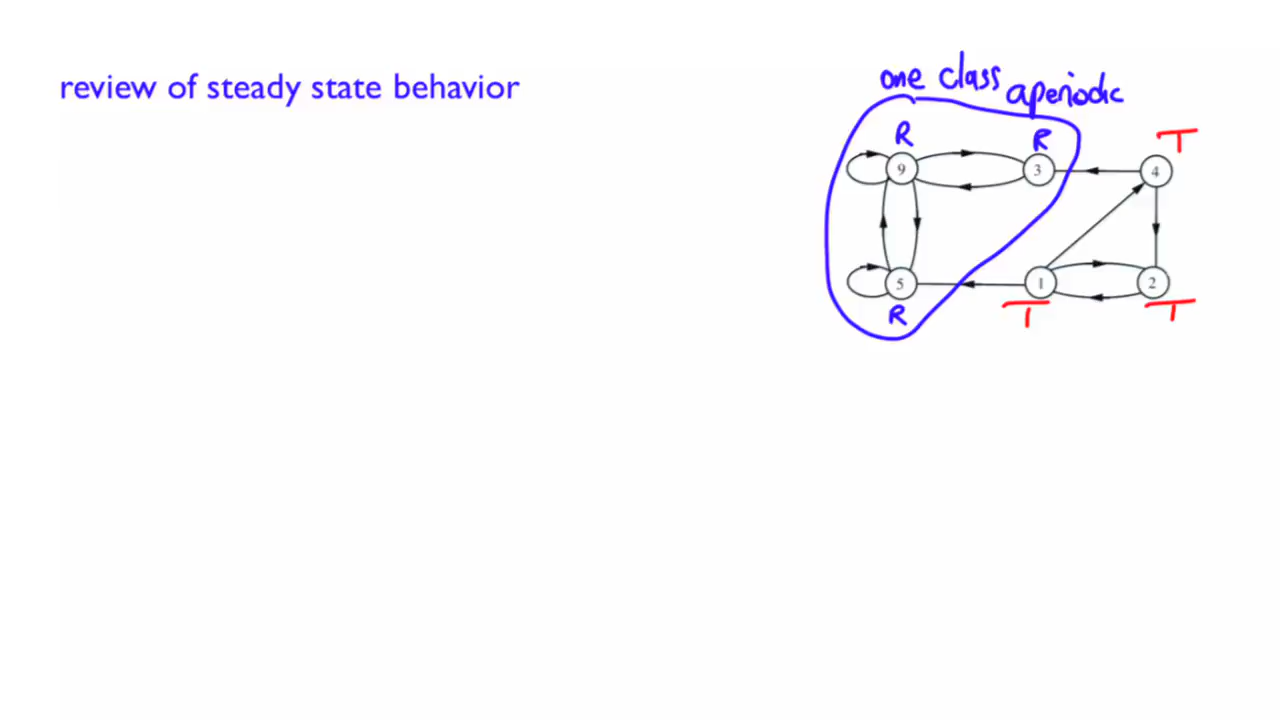 review of steady state behavior
one class aperiodic
R R T
9 3 4
5 1 2
R T T